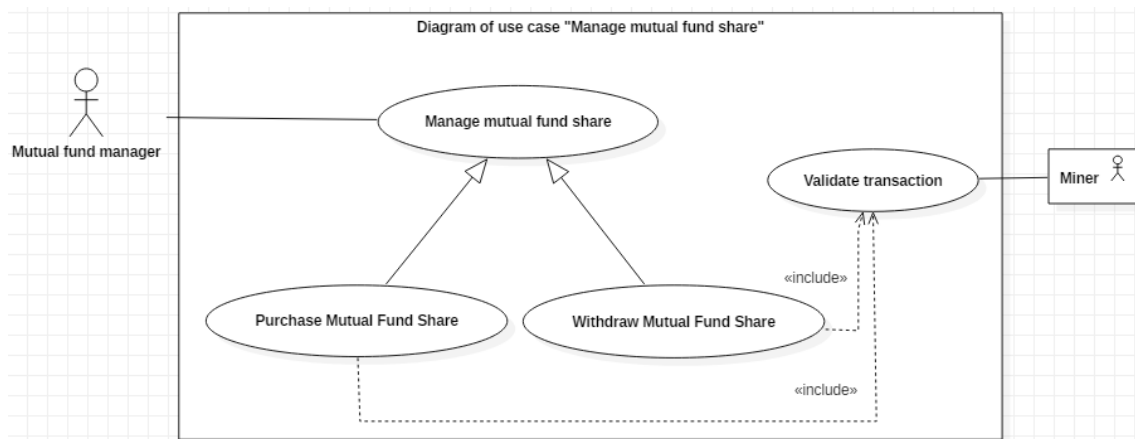 Diagram of use case "Manage mutual fund share"
Mutual fund manager
Manage mutual fund share
Validate transaction
Miner
«include»
Purchase Mutual Fund Share
Withdraw Mutual Fund Share
«include»